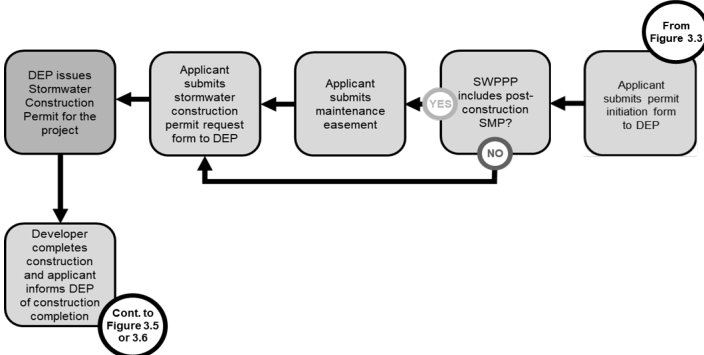 From
Figure 3.3
Applicant
submits permit
initiation form
to DEP
SWPPP
includes post-
construction
SMP?
YES
NO
Applicant
submits
maintenance
easement
Applicant
submits
stormwater
construction
permit request
form to DEP
DEP issues
Stormwater
Construction
Permit for the
project
Developer
completes
construction
and applicant
informs DEP
of construction
completion
Cont. to
Figure 3.5
or 3.6